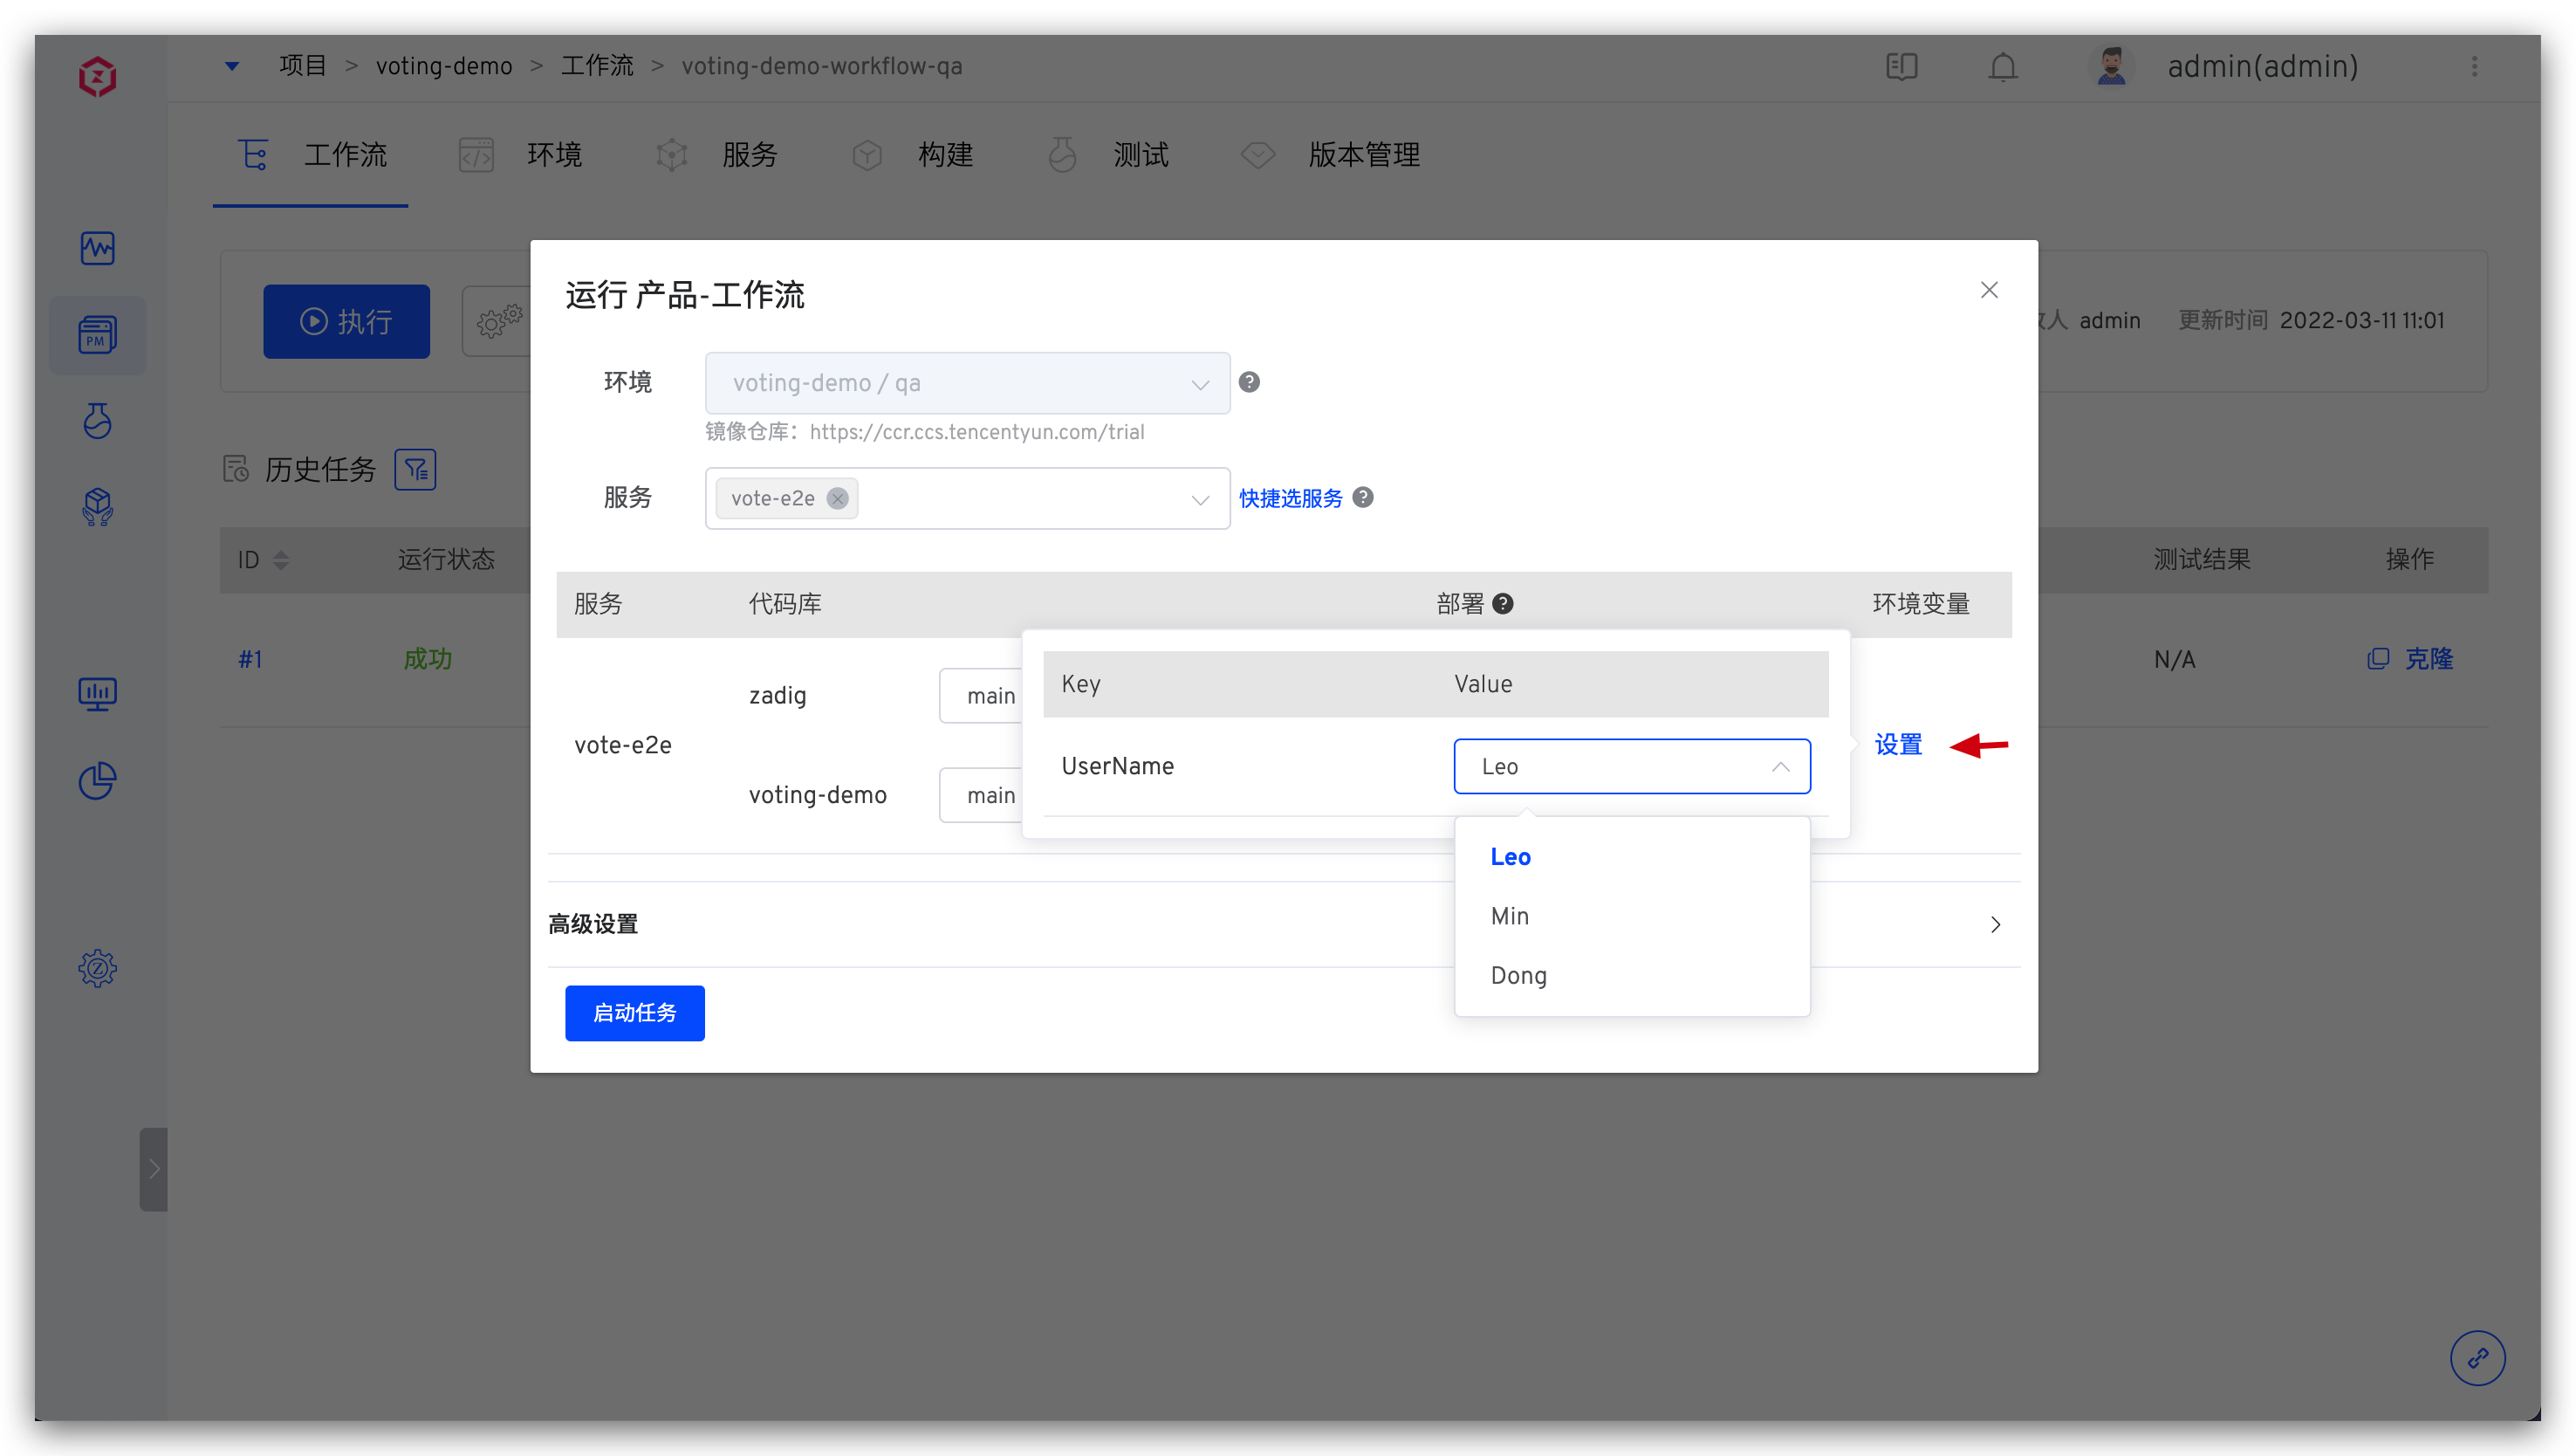 项目 > voting-demo > 工作流 > voting-demo-workflow-qa
admin(admin)
工作流 环境 服务 构建 测试 版本管理
执行
admin 更新时间 2022-03-11 11:01
历史任务
ID 运行状态 测试结果 操作
#1 成功 N/A 克隆
PM
运行 产品-工作流
环境 voting-demo / qa
镜像仓库：https://ccr.ccs.tencentyun.com/trial
服务 vote-e2e 快捷选服务
服务 代码库 部署 环境变量
vote-e2e
zadig main
voting-demo main
设置
Key Value
UserName Leo
Leo
Min
Dong
高级设置
启动任务